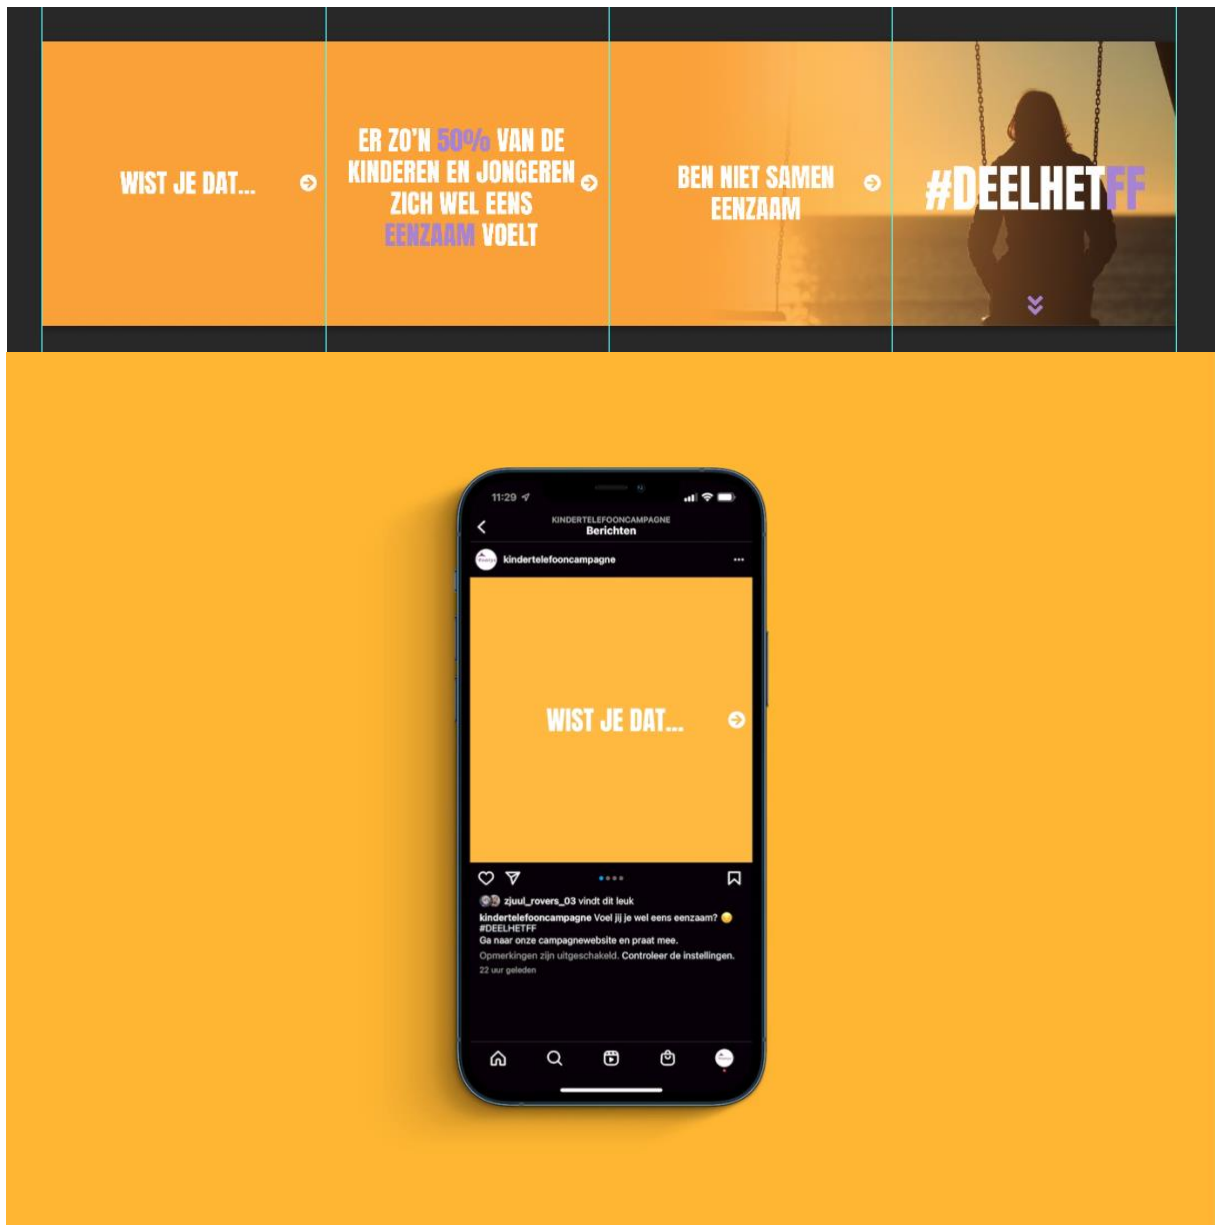 WIST JE DAT...
ER ZO'N 50% VAN DE
KINDEREN EN JONGEREN
ZICH WEL EENS
EENZAAM VOELT
BEN NIET SAMEN
EENZAAM
#DEELHETFF
11:29
KINDERTELEFOONCAMPAGNE
Berichten
kindertelefooncampagne
WIST JE DAT...
zjuul_rovers_03 vindt dit leuk
kindertelefooncampagne Voel jij je wel eens eenzaam? 😔
#DEELHETFF
Ga naar onze campagnewebsite en praat mee.
Opmerkingen zijn uitgeschakeld. Controleer de instellingen.
22 uur geleden